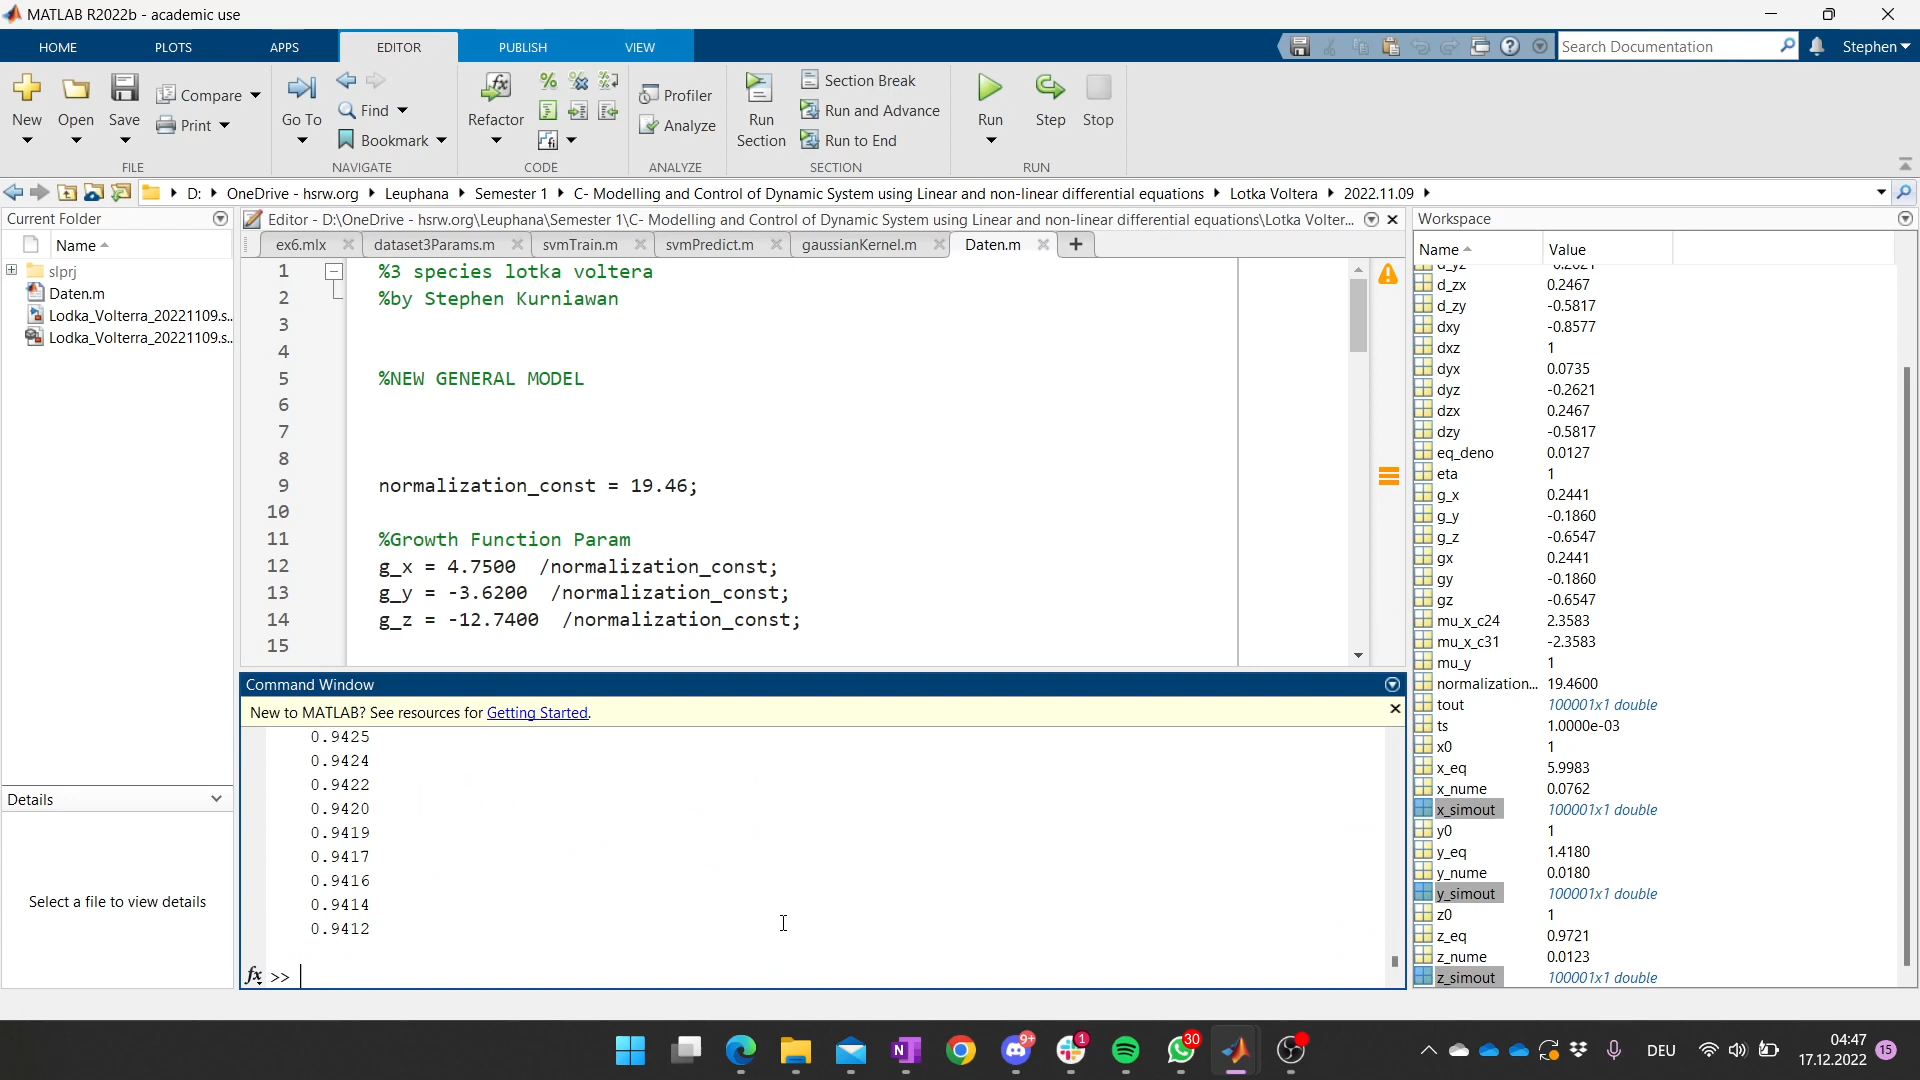 MATLAB R2022b - academic use
HOME PLOTS APPS EDITOR PUBLISH VIEW
Search Documentation
Stephen
New
Open
Save
Compare
Print
FILE
Go To
Find
Bookmark
NAVIGATE
Refactor
CODE
Profiler
Analyze
ANALYZE
Run Section
Section Break
Run and Advance
Run to End
SECTION
Run
Step
Stop
RUN
D: OneDrive - hsrw.org Leuphana Semester 1 C- Modelling and Control of Dynamic System using Linear and non-linear differential equations Lotka Voltera 2022.11.09
Current Folder
Name
slprj
Daten.m
Lodka_Volterra_20221109.s...
Lodka_Volterra_20221109.s...
Details
Select a file to view details
Editor - D:\OneDrive - hsrw.org\Leuphana\Semester 1\C- Modelling and Control of Dynamic System using Linear and non-linear differential equations\Lotka Volter...
ex6.mlx dataset3Params.m svmTrain.m svmPredict.m gaussianKernel.m Daten.m
1 %3 species lotka voltera
2 %by Stephen Kurniawan
3
4
5 %NEW GENERAL MODEL
6
7
8
9 normalization_const = 19.46;
10
11 %Growth Function Param
12 g_x = 4.7500 /normalization_const;
13 g_y = -3.6200 /normalization_const;
14 g_z = -12.7400 /normalization_const;
15
Command Window
New to MATLAB? See resources for Getting Started.
0.9425
0.9424
0.9422
0.9420
0.9419
0.9417
0.9416
0.9414
0.9412
fx >>
Workspace
Name Value
d_yz -0.2621
d_zx 0.2467
d_zy -0.5817
dxy -0.8577
dxz 1
dyx 0.0735
dyz -0.2621
dzx 0.2467
dzy -0.5817
eq_deno 0.0127
eta 1
g_x 0.2441
g_y -0.1860
g_z -0.6547
gx 0.2441
gy -0.1860
gz -0.6547
mu_x_c24 2.3583
mu_x_c31 -2.3583
mu_y 1
normalization... 19.4600
tout 100001x1 double
ts 1.0000e-03
x0 1
x_eq 5.9983
x_nume 0.0762
x_simout 100001x1 double
y0 1
y_eq 1.4180
y_nume 0.0180
y_simout 100001x1 double
z0 1
z_eq 0.9721
z_nume 0.0123
z_simout 100001x1 double
9+
1
30
DEU
04:47
17.12.2022
15